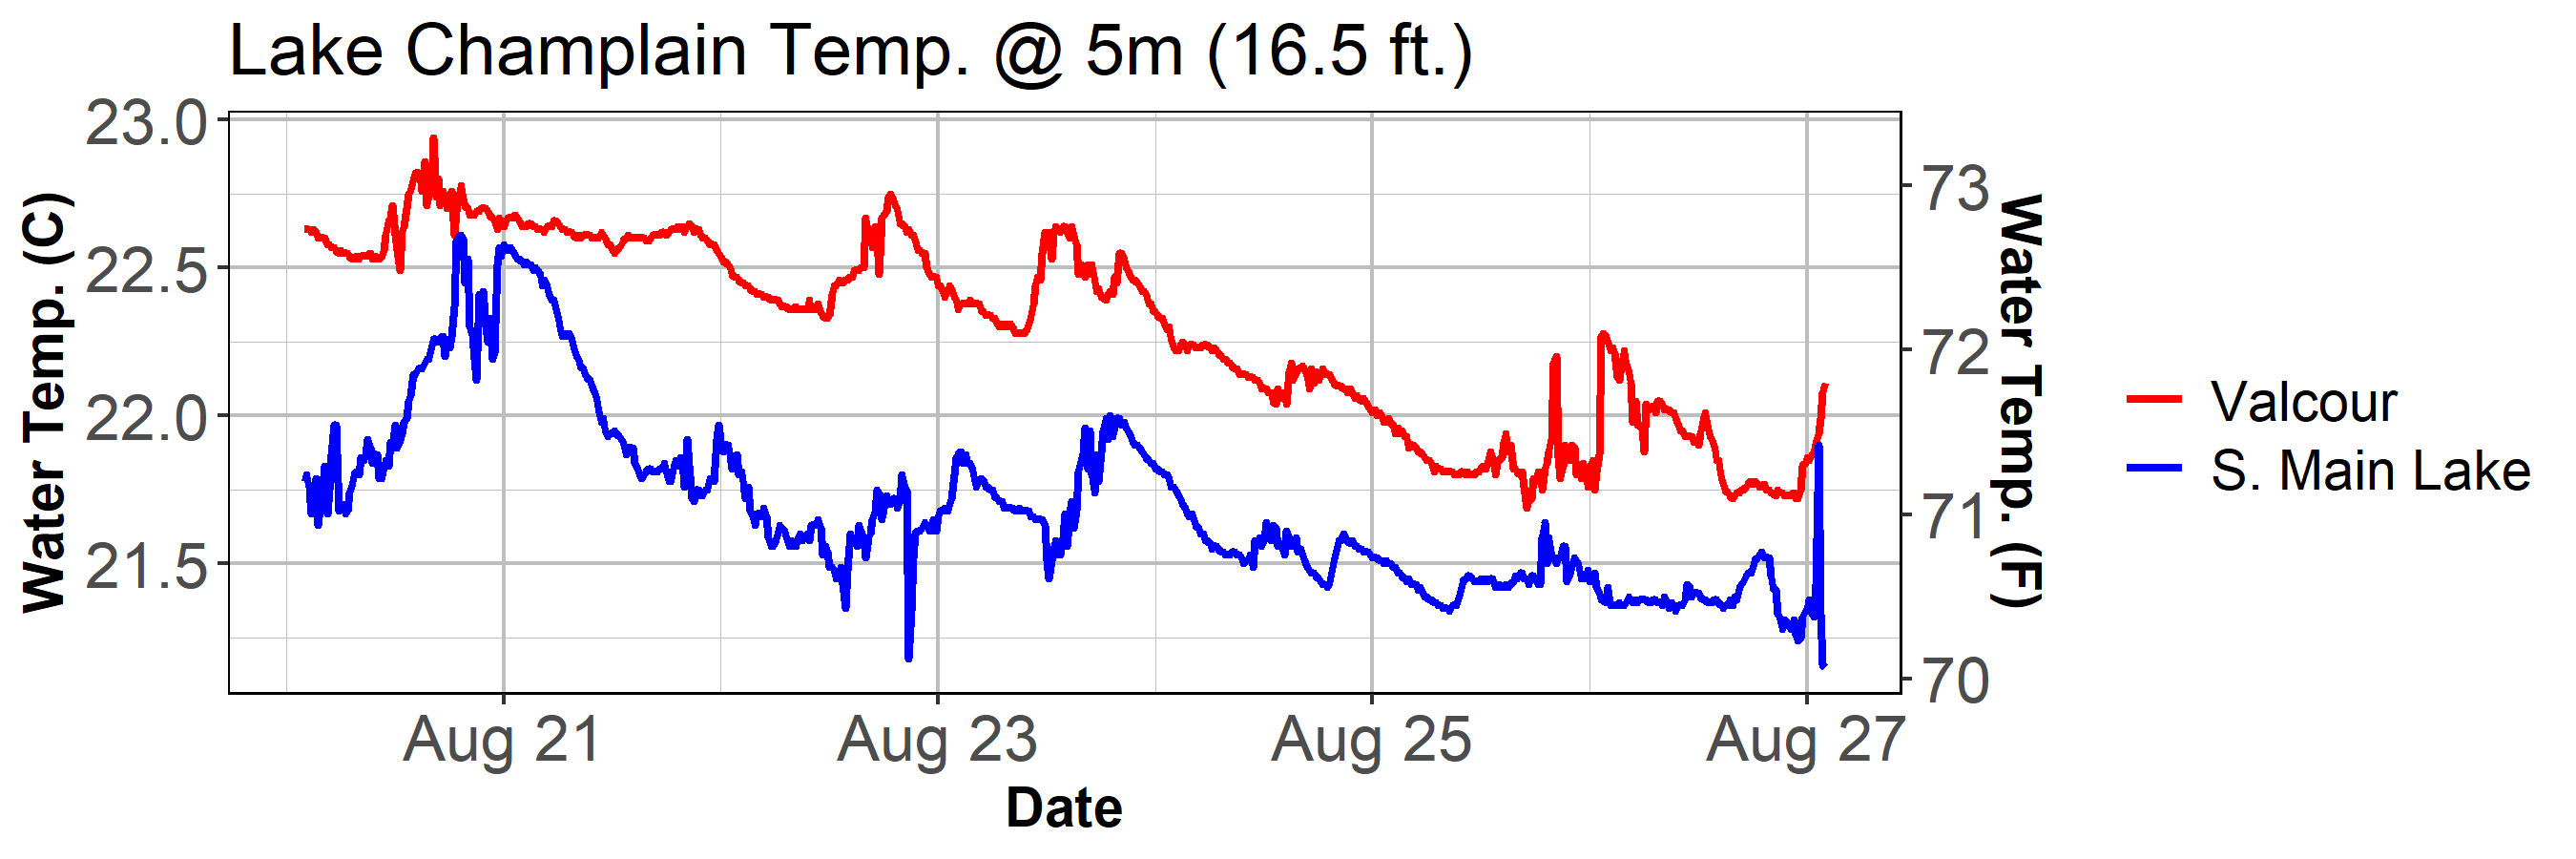 Lake Champlain Temp. @ 5m (16.5 ft.)
Water Temp. (C)
23.0
22.5
22.0
21.5
73
72
71
70
Water Temp. (F)
Aug 21 Aug 23 Aug 25 Aug 27
Date
Valcour
S. Main Lake